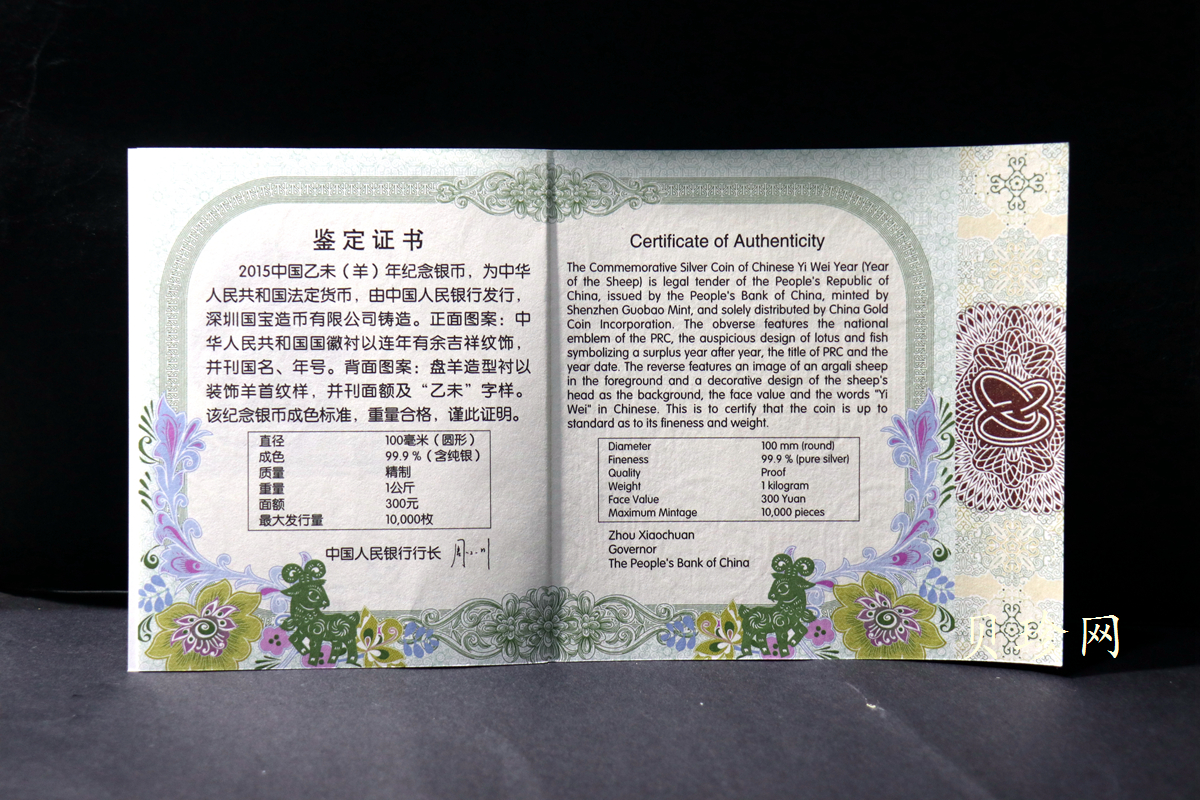 鉴定证书
2015中国乙未（羊）年纪念银币，为中华
人民共和国法定货币，由中国人民银行发行，
深圳国宝造币有限公司铸造。正面图案：中
华人民共和国国徽衬以连年有余吉祥纹饰，
并刊国名、年号。背面图案：盘羊造型衬以
装饰羊首纹样，并刊面额及“乙未”字样。
该纪念银币成色标准，重量合格，谨此证明。
直径 100毫米（圆形）
成色 99.9 %（含纯银）
质量 精制
重量 1公斤
面额 300元
最大发行量 10,000枚
中国人民银行行长
Certificate of Authenticity
The Commemorative Silver Coin of Chinese Yi Wei Year (Year
of the Sheep) is legal tender of the People's Republic of
China, issued by the People's Bank of China, minted by
Shenzhen Guobao Mint, and solely distributed by China Gold
Coin Incorporation. The obverse features the national
emblem of the PRC, the auspicious design of lotus and fish
symbolizing a surplus year after year, the title of PRC and the
year date. The reverse features an image of an argali sheep
in the foreground and a decorative design of the sheep's
head as the background, the face value and the words "Yi
Wei" in Chinese. This is to certify that the coin is up to
standard as to its fineness and weight.
Diameter 100 mm (round)
Fineness 99.9 % (pure silver)
Quality Proof
Weight 1 kilogram
Face Value 300 Yuan
Maximum Mintage 10,000 pieces
Zhou Xiaochuan
Governor
The People's Bank of China
网